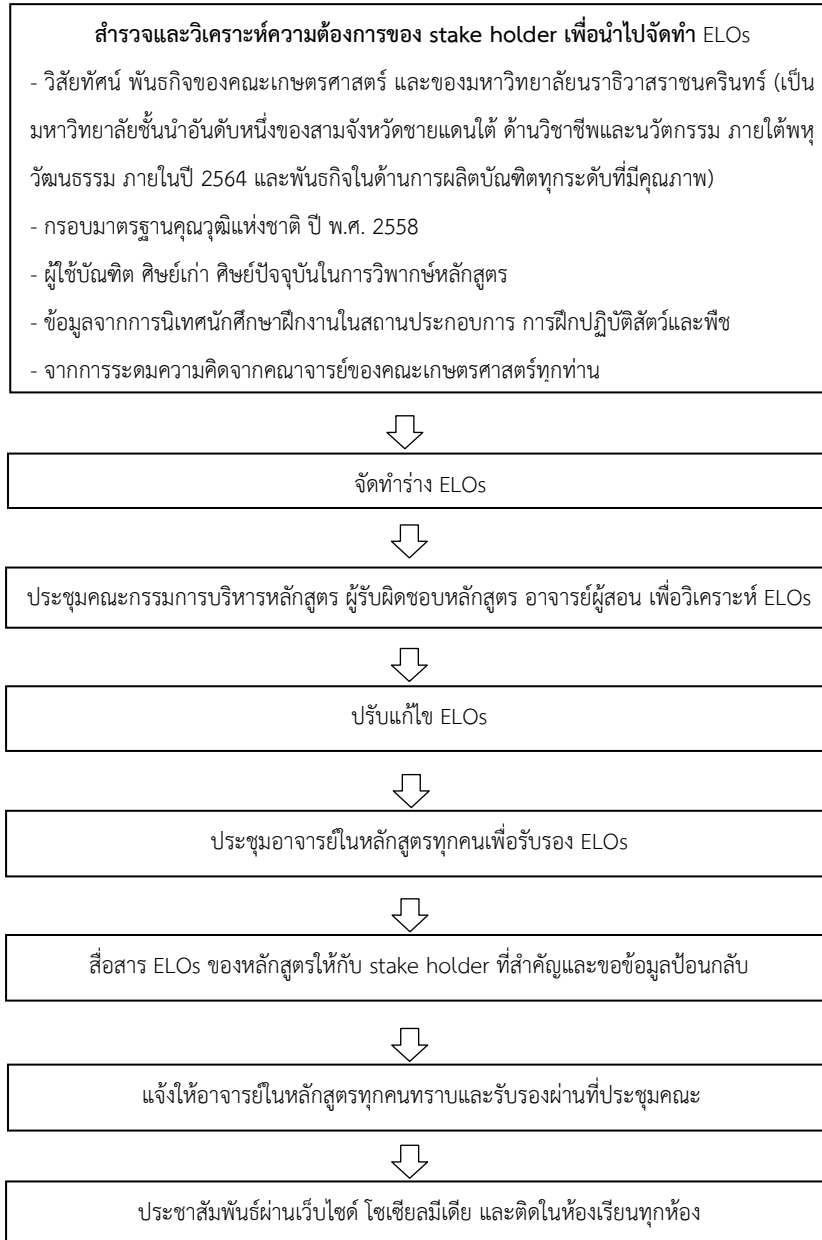 สำรวจและวิเคราะห์ความต้องการของ stake holder เพื่อนำไปจัดทำ ELOs
- วิสัยทัศน์ พันธกิจของคณะเกษตรศาสตร์ และของมหาวิทยาลัยนราธิวาสราชนครินทร์ (เป็น
มหาวิทยาลัยชั้นนำอันดับหนึ่งของสามจังหวัดชายแดนใต้ ด้านวิชาชีพและนวัตกรรม ภายใต้พหุ
วัฒนธรรม ภายในปี 2564 และพันธกิจในด้านการผลิตบัณฑิตทุกระดับที่มีคุณภาพ)
- กรอบมาตรฐานคุณวุฒิแห่งชาติ ปี พ.ศ. 2558
- ผู้ใช้บัณฑิต ศิษย์เก่า ศิษย์ปัจจุบันในการวิพากษ์หลักสูตร
- ข้อมูลจากการนิเทศนักศึกษาฝึกงานในสถานประกอบการ การฝึกปฏิบัติสัตว์และพืช
- จากการระดมความคิดจากคณาจารย์ของคณะเกษตรศาสตร์ทุกท่าน
จัดทำร่าง ELOs
ประชุมคณะกรรมการบริหารหลักสูตร ผู้รับผิดชอบหลักสูตร อาจารย์ผู้สอน เพื่อวิเคราะห์ ELOs
ปรับแก้ไข ELOs
ประชุมอาจารย์ในหลักสูตรทุกคนเพื่อรับรอง ELOs
สื่อสาร ELOs ของหลักสูตรให้กับ stake holder ที่สำคัญและขอข้อมูลป้อนกลับ
แจ้งให้อาจารย์ในหลักสูตรทุกคนทราบและรับรองผ่านที่ประชุมคณะ
ประชาสัมพันธ์ผ่านเว็บไซด์ โซเชียลมีเดีย และติดในห้องเรียนทุกห้อง